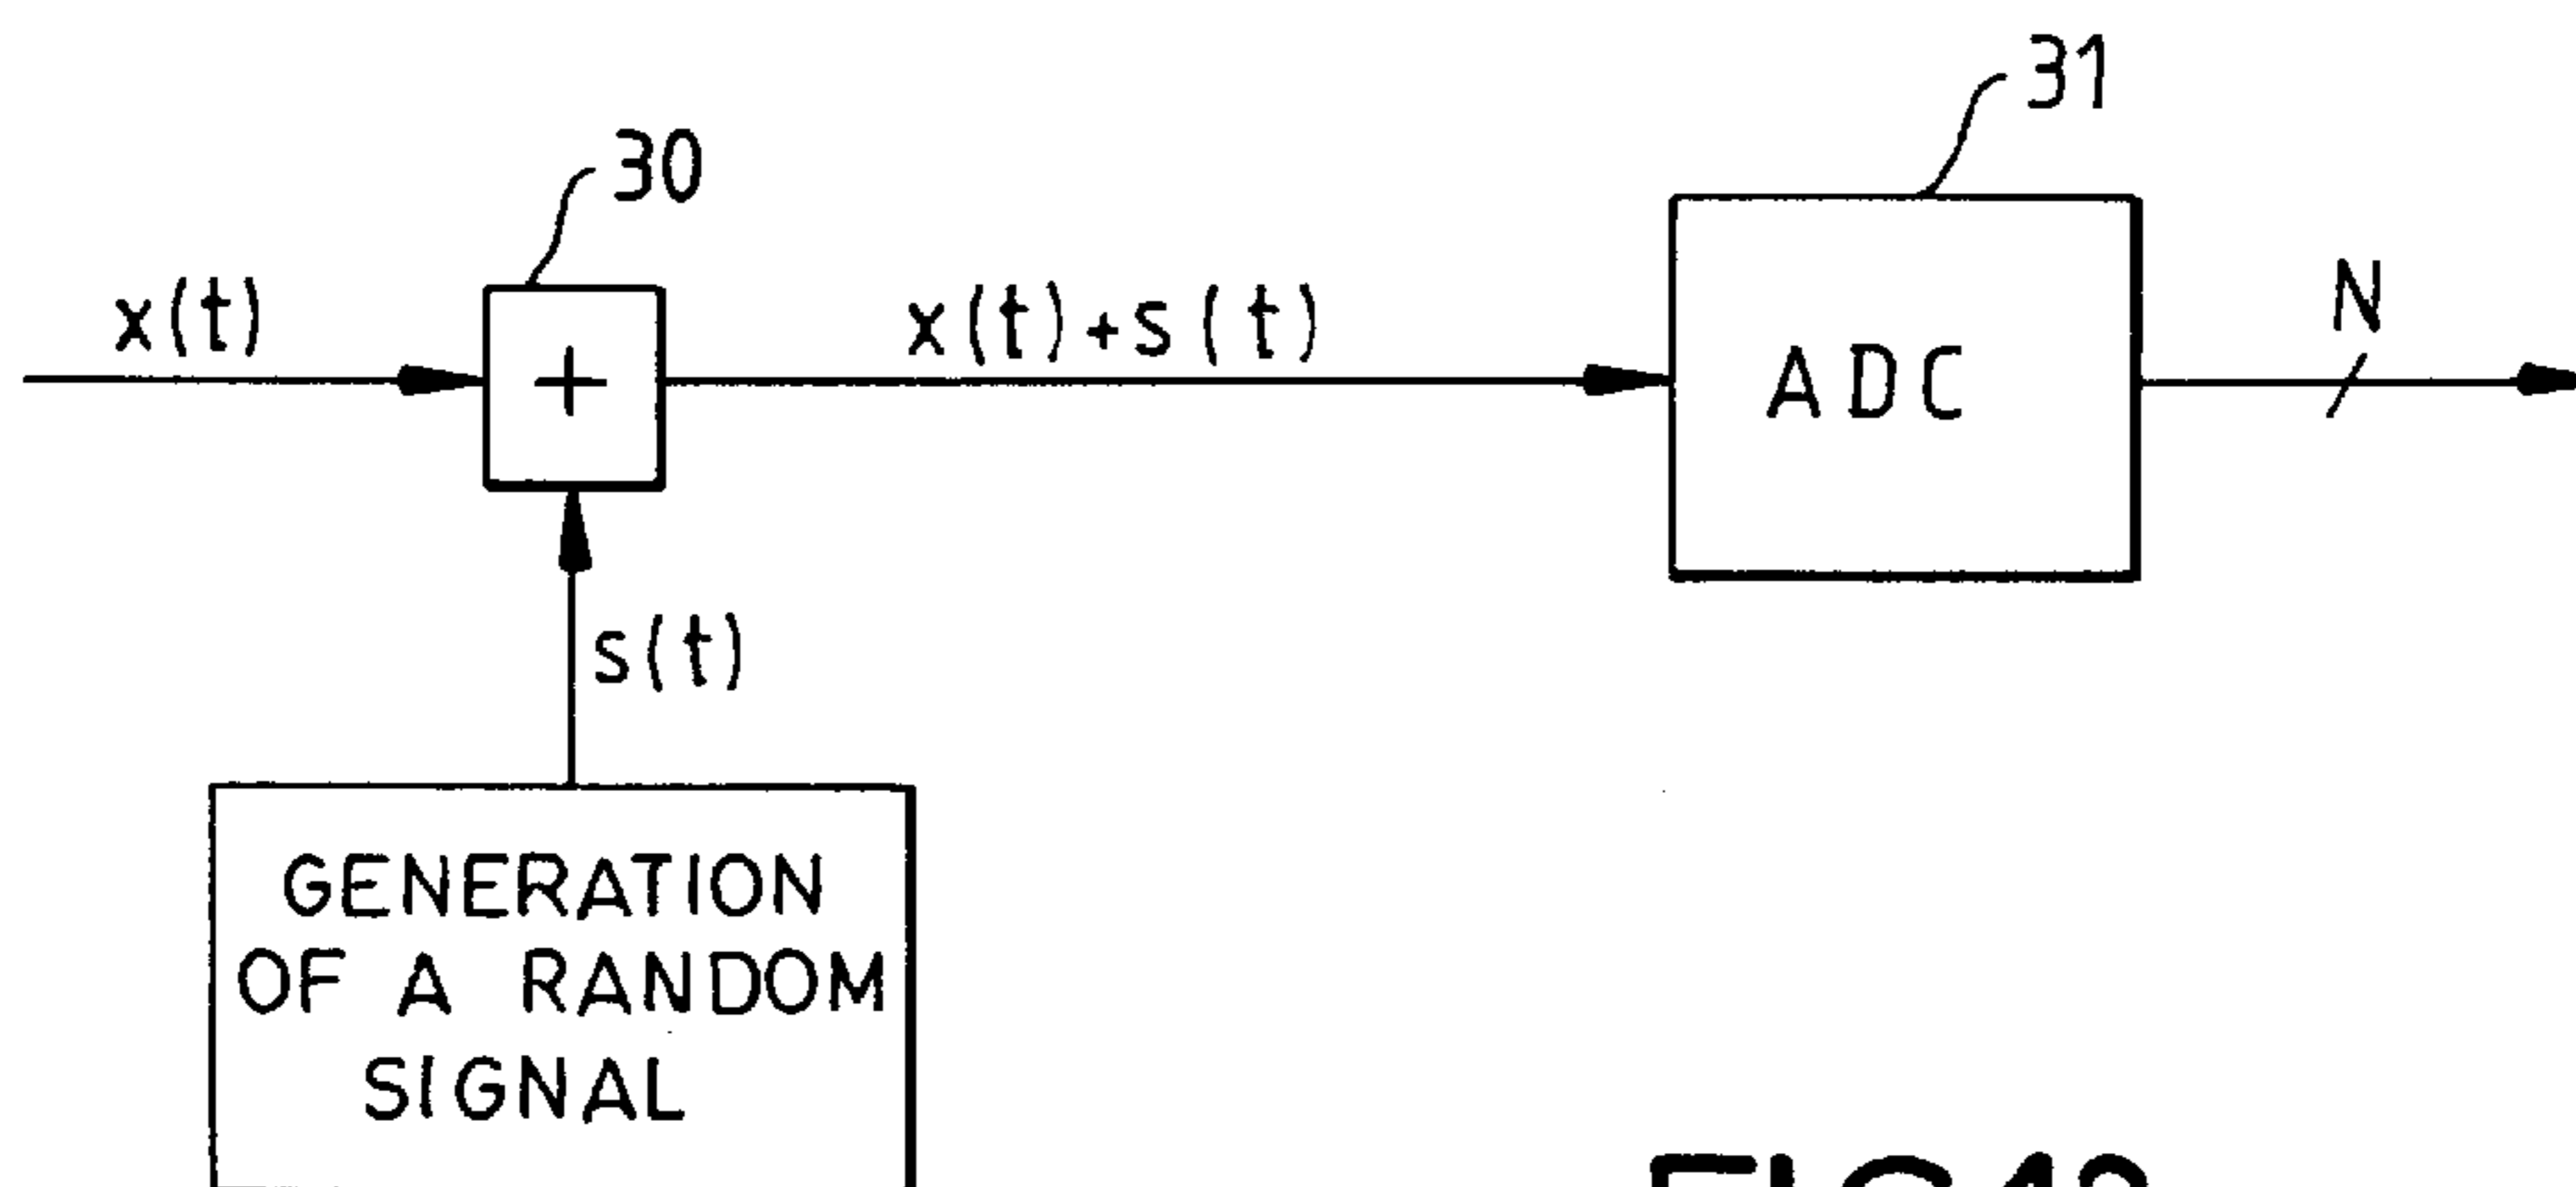 31
30
x(t)
x(t)+s(t)
N
+
ADC
s(t)
GENERATION
OF A RANDOM
SIGNAL